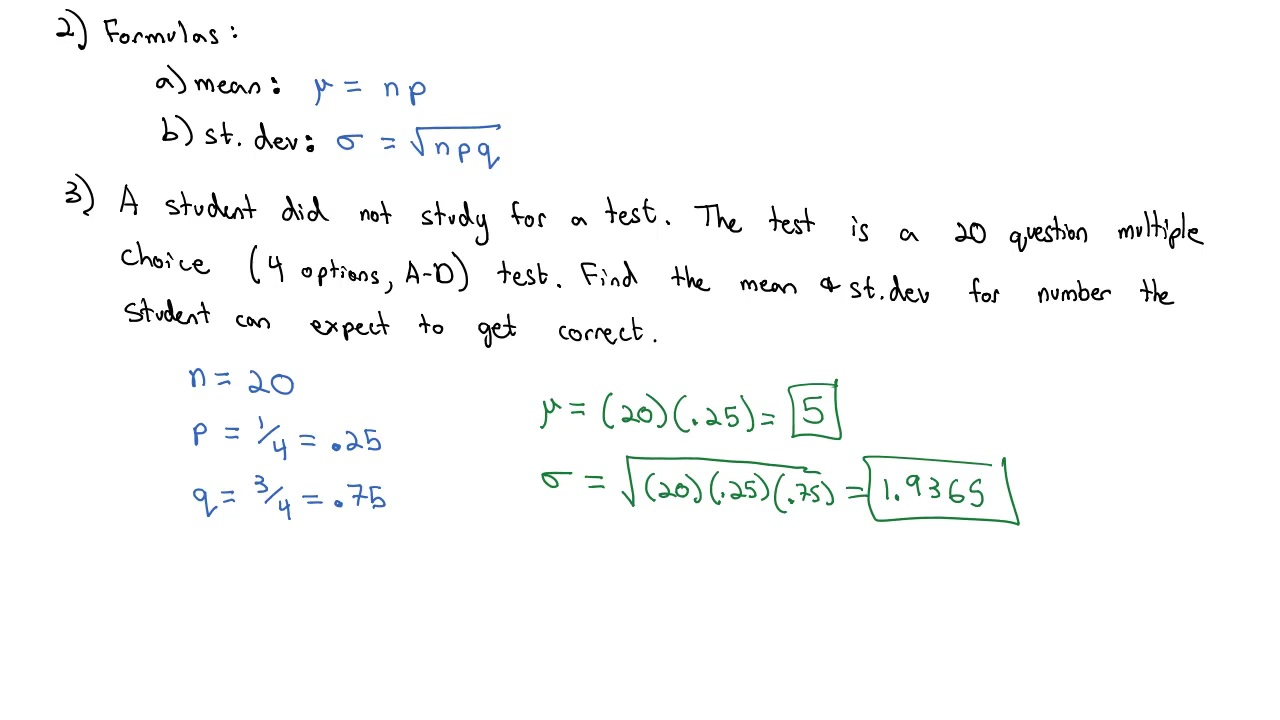 2) Formulas:
a) mean: μ = np
b) st. dev: σ = √npq
3) A student did not study for a test. The test is a 20 question multiple
choice (4 options, A-D) test. Find the mean & st.dev for number the
student can expect to get correct.
n = 20
p = 1/4 = .25
q = 3/4 = .75
μ = (20)(.25) = 5
σ = √(20)(.25)(.75) = 1.9365